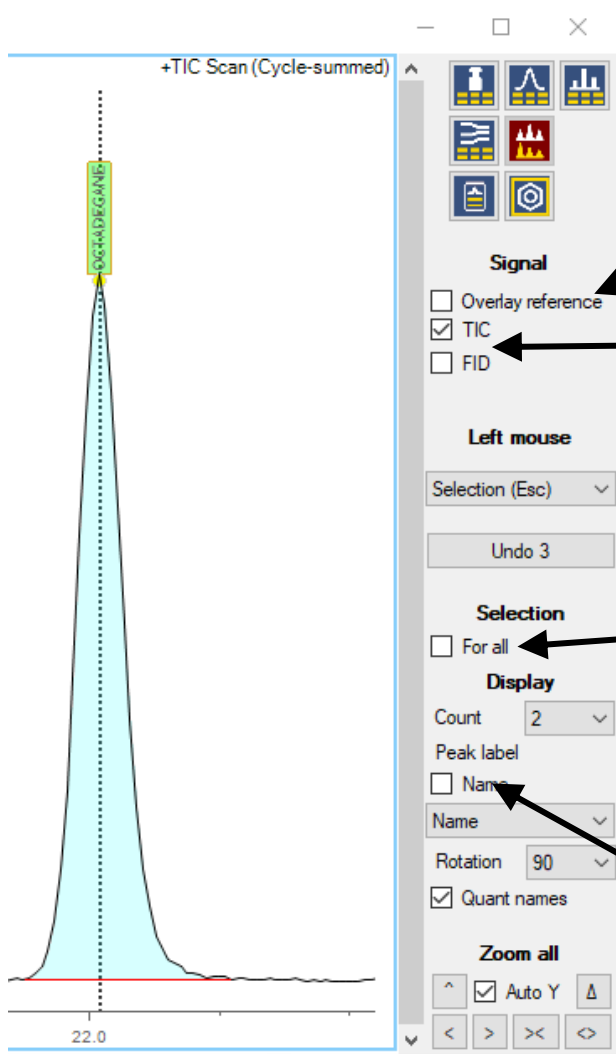 +TIC Scan (Cycle-summed)
OCTADECANE
Signal
Overlay reference
TIC
FID
Left mouse
Selection (Esc)
Undo 3
Selection
For all
Display
Count 2
Peak label
Name
Name
Rotation 90
Quant names
Zoom all
^ Auto Y Δ
< > >< <>
22.0